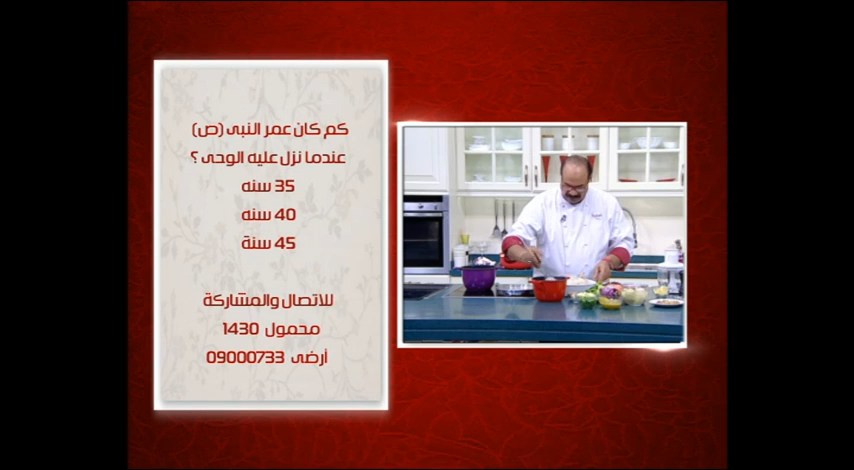 كم كان عمر النبى (ص)
عندما نزل عليه الوحى ؟
35 سنه
40 سنه
45 سنة
للاتصال والمشاركة
محمول 1430
أرضى 09000733